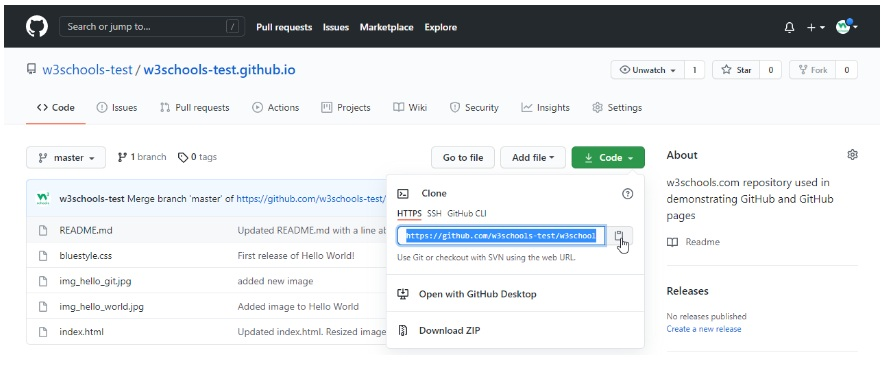 Search or jump to... /
Pull requests Issues Marketplace Explore
w3schools-test / w3schools-test.github.io
Unwatch 1 Star 0 Fork 0
Code Issues Pull requests Actions Projects Wiki Security Insights Settings
master 1 branch 0 tags Go to file Add file Code
w3schools-test Merge branch 'master' of https://github.com/w3schools-test/
README.md Updated README.md with a line ab
bluestyle.css First release of Hello World!
img_hello_git.jpg added new image
img_hello_world.jpg Added image to Hello World
index.html Updated index.html. Resized image
Clone
HTTPS SSH GitHub CLI
https://github.com/w3schools-test/w3school
Use Git or checkout with SVN using the web URL.
Open with GitHub Desktop
Download ZIP
About
w3schools.com repository used in
demonstrating GitHub and GitHub
pages
Readme
Releases
No releases published
Create a new release